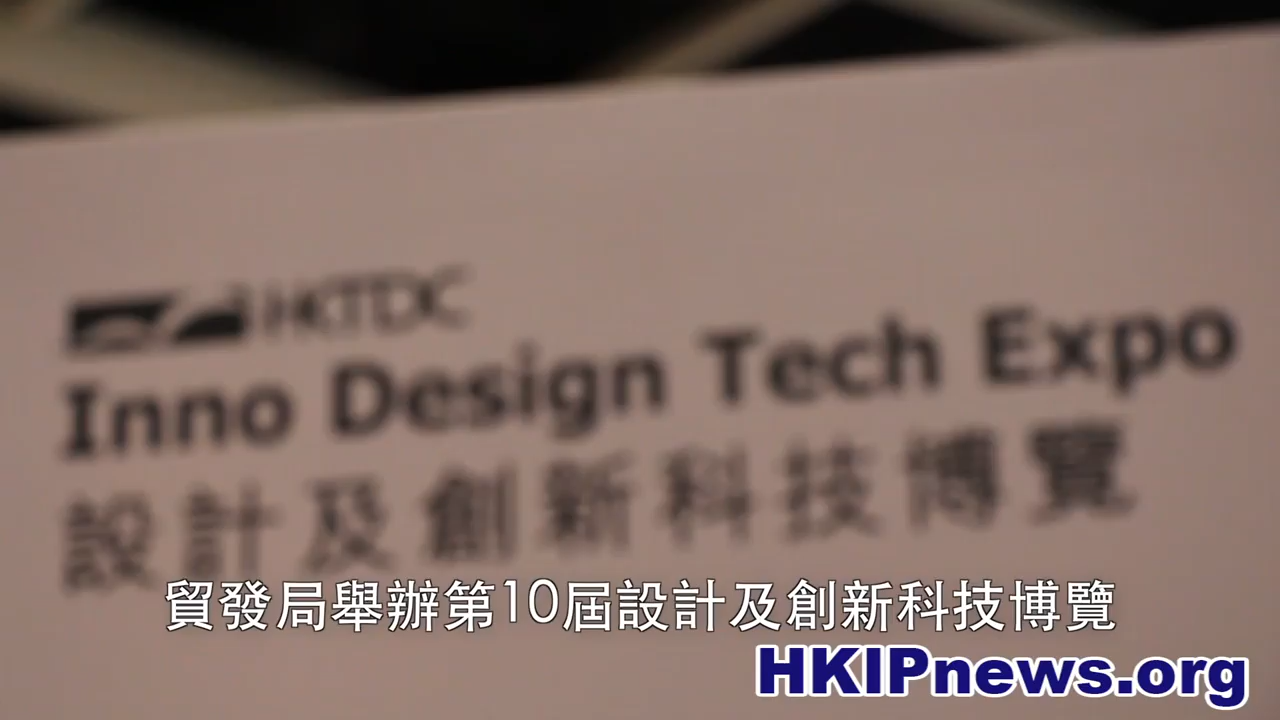 HKTDC
Inno Design Tech Expo
設計及創新科技博覽
貿發局舉辦第10屆設計及創新科技博覽
HKIPnews.org